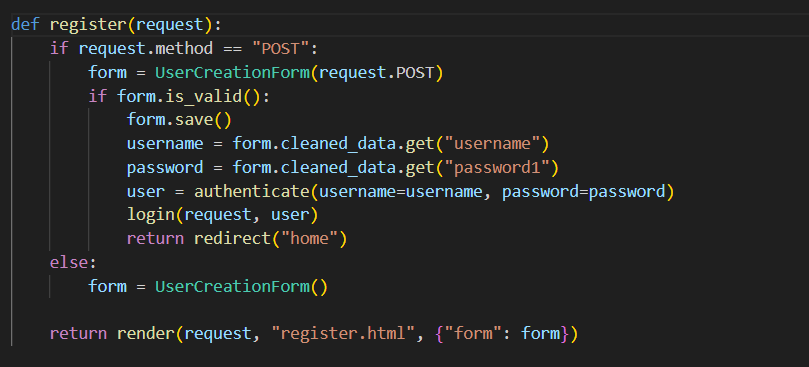 def register(request):
    if request.method == "POST":
        form = UserCreationForm(request.POST)
        if form.is_valid():
            form.save()
            username = form.cleaned_data.get("username")
            password = form.cleaned_data.get("password1")
            user = authenticate(username=username, password=password)
            login(request, user)
            return redirect("home")
    else:
        form = UserCreationForm()

    return render(request, "register.html", {"form": form})